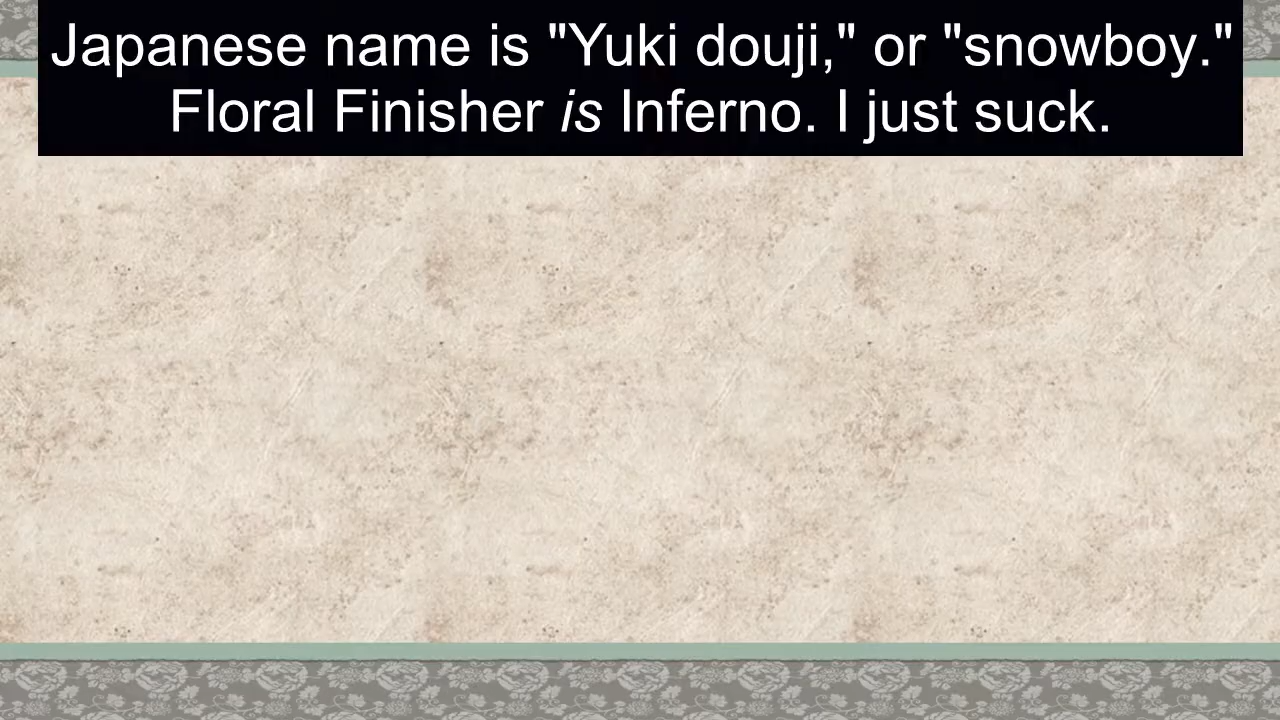 Japanese name is "Yuki douji," or "snowboy."
Floral Finisher is Inferno. I just suck.